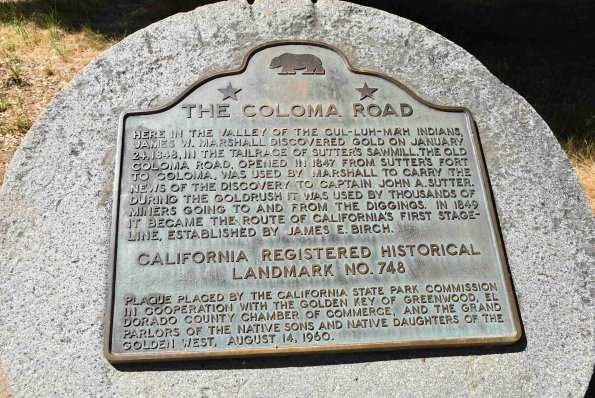 THE COLOMA ROAD
HERE IN THE VALLEY OF THE CUL-LUH-MAH INDIANS,
JAMES W. MARSHALL DISCOVERED GOLD ON JANUARY
24, 1848, IN THE TAILRACE OF SUTTER'S SAWMILL. THE OLD
COLOMA ROAD, OPENED IN 1847 FROM SUTTER'S FORT
TO COLOMA, WAS USED BY MARSHALL TO CARRY THE
NEWS OF THE DISCOVERY TO CAPTAIN JOHN A. SUTTER.
DURING THE GOLDRUSH IT WAS USED BY THOUSANDS OF
MINERS GOING TO AND FROM THE DIGGINGS. IN 1849
IT BECAME THE ROUTE OF CALIFORNIA'S FIRST STAGE-
LINE, ESTABLISHED BY JAMES E. BIRCH.
CALIFORNIA REGISTERED HISTORICAL
LANDMARK NO. 748
PLAQUE PLACED BY THE CALIFORNIA STATE PARK COMMISSION
IN COOPERATION WITH THE GOLDEN KEY OF GREENWOOD, EL
DORADO COUNTY CHAMBER OF COMMERCE, AND THE GRAND
PARLORS OF THE NATIVE SONS AND NATIVE DAUGHTERS OF THE
GOLDEN WEST, AUGUST 14, 1960.